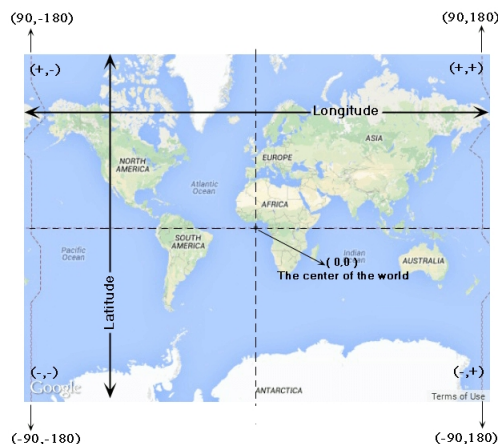 (90,-180)
(90,180)
(+,-)
(+,+)
Longitude
ASIA
NORTH
AMERICA
EUROPE
Atlantic
Ocean
AFRICA
SOUTH
AMERICA
Pacific
Ocean
Indian
Ocean
(0,0)
The center of the world
AUSTRALIA
Latitude
(-,-)
(-,+)
Google
ANTARCTICA
Terms of Use
(-90,-180)
(-90,180)